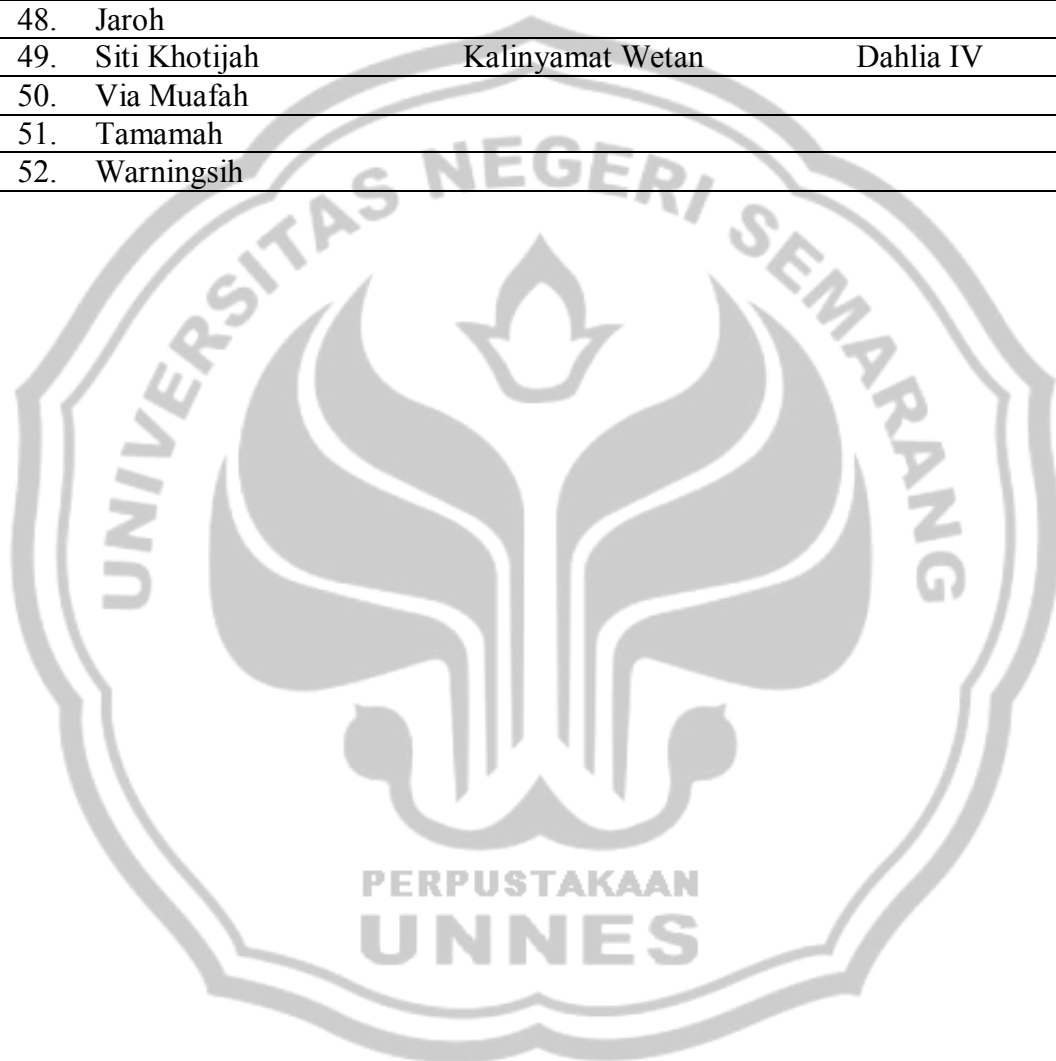 48. Jaroh
49. Siti Khotijah Kalinyamat Wetan Dahlia IV
50. Via Muafah
51. Tamamah
52. Warningsih
UNIVERSITAS NEGERI SEMARANG
PERPUSTAKAAN
UNNES